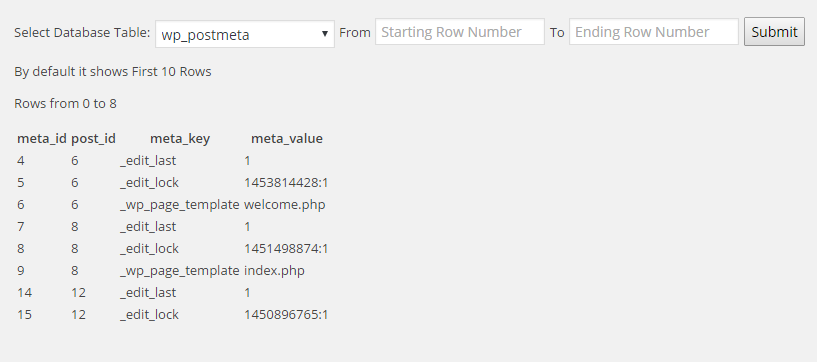 Select Database Table: wp_postmeta From Starting Row Number To Ending Row Number Submit
By default it shows First 10 Rows
Rows from 0 to 8
meta_id post_id meta_key meta_value
4 6 _edit_last 1
5 6 _edit_lock 1453814428:1
6 6 _wp_page_template welcome.php
7 8 _edit_last 1
8 8 _edit_lock 1451498874:1
9 8 _wp_page_template index.php
14 12 _edit_last 1
15 12 _edit_lock 1450896765:1